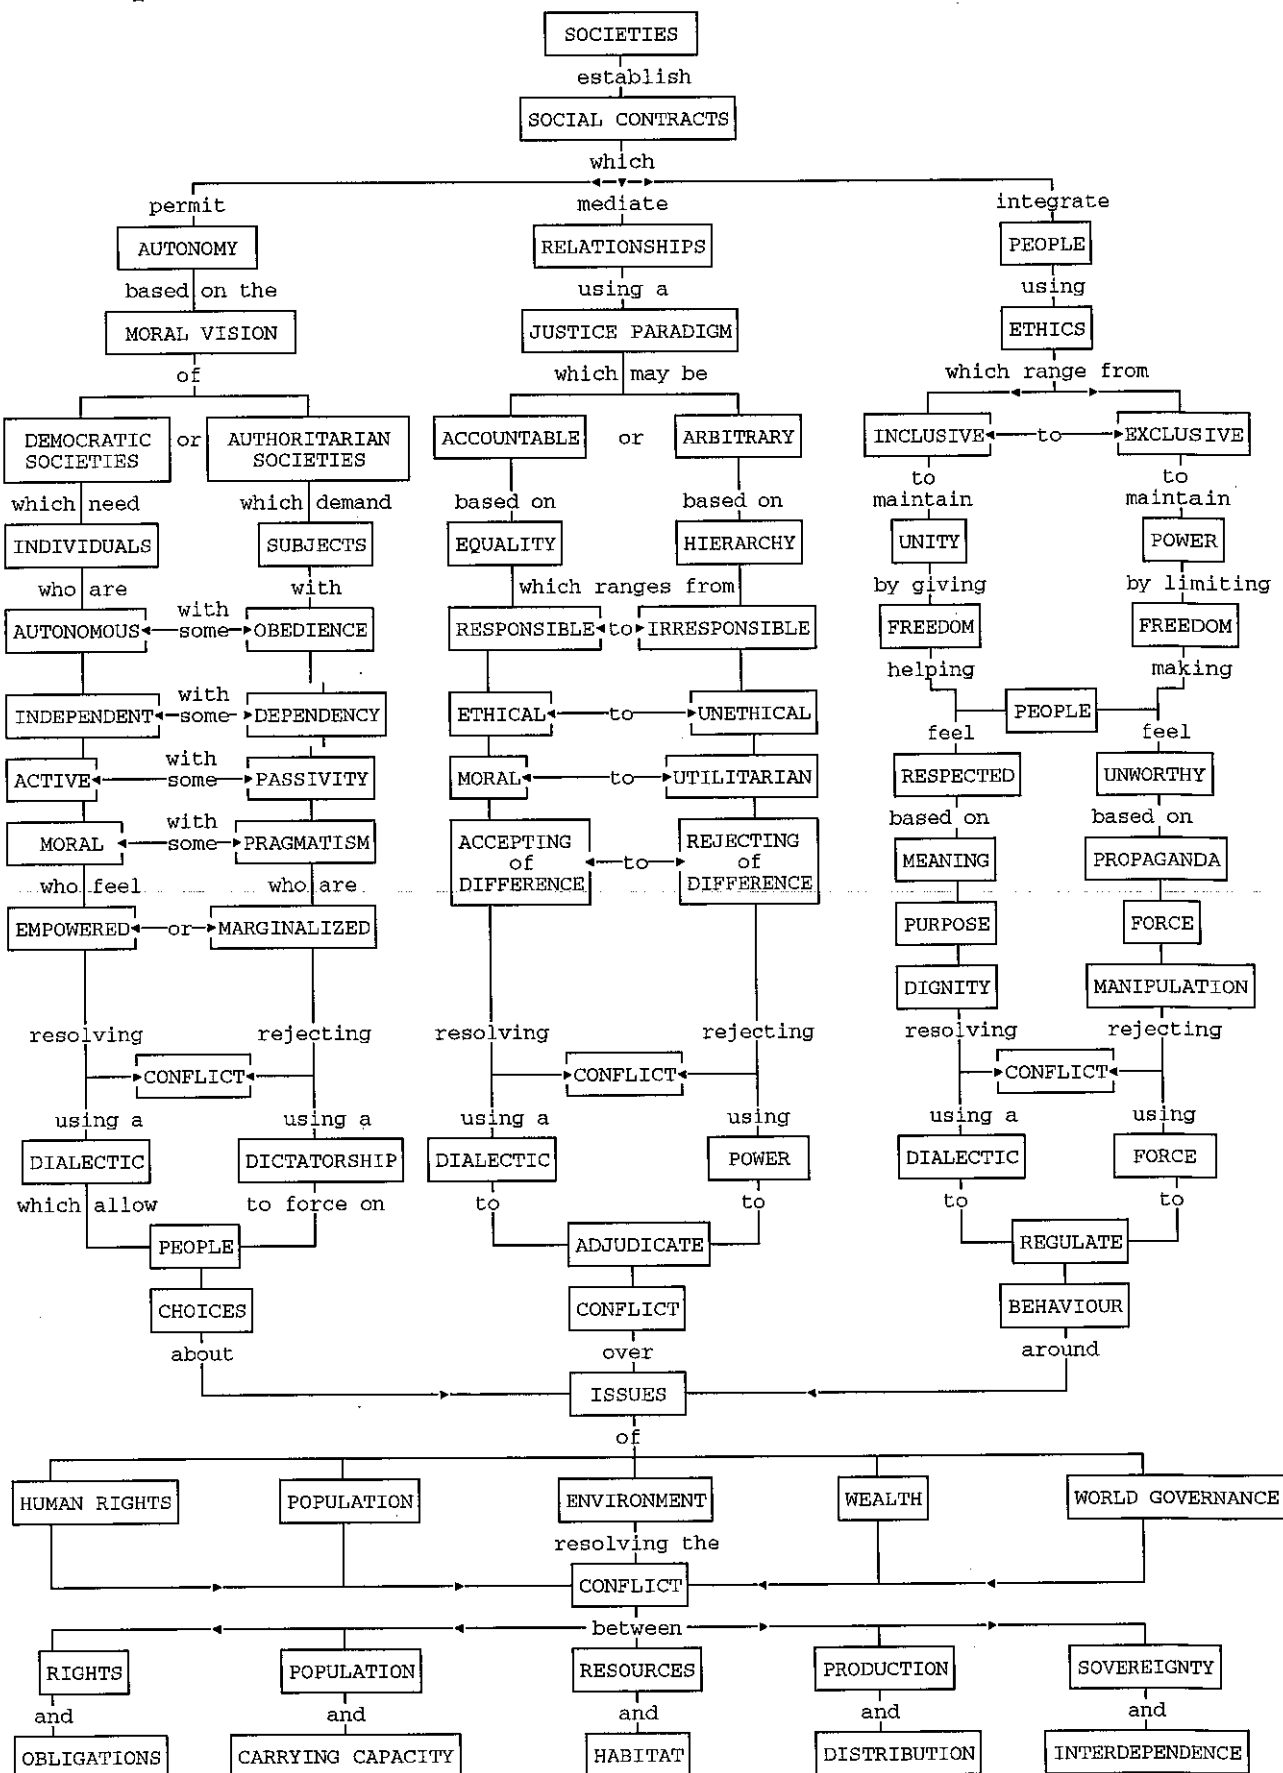 SOCIETIES
establish
SOCIAL CONTRACTS
which
permit mediate integrate
AUTONOMY RELATIONSHIPS PEOPLE
based on the using a using
MORAL VISION JUSTICE PARADIGM ETHICS
of which may be which range from
DEMOCRATIC SOCIETIES or AUTHORITARIAN SOCIETIES ACCOUNTABLE or ARBITRARY INCLUSIVE to EXCLUSIVE
which need which demand based on based on to maintain to maintain
INDIVIDUALS SUBJECTS EQUALITY HIERARCHY UNITY POWER
who are with which ranges from by giving by limiting
AUTONOMOUS with some OBEDIENCE RESPONSIBLE to IRRESPONSIBLE FREEDOM FREEDOM
helping making
INDEPENDENT with some DEPENDENCY ETHICAL to UNETHICAL PEOPLE
feel feel
ACTIVE with some PASSIVITY MORAL to UTILITARIAN RESPECTED UNWORTHY
based on based on
MORAL with some PRAGMATISM ACCEPTING of DIFFERENCE to REJECTING of DIFFERENCE MEANING PROPAGANDA
who feel who are
EMPOWERED or MARGINALIZED PURPOSE FORCE
DIGNITY MANIPULATION
resolving rejecting resolving rejecting resolving rejecting
CONFLICT CONFLICT CONFLICT
using a using a using a using using a using
DIALECTIC DICTATORSHIP DIALECTIC POWER DIALECTIC FORCE
which allow to force on to to to to
PEOPLE ADJUDICATE REGULATE
CHOICES CONFLICT BEHAVIOUR
about over around
ISSUES
of
HUMAN RIGHTS POPULATION ENVIRONMENT WEALTH WORLD GOVERNANCE
resolving the
CONFLICT
between
RIGHTS POPULATION RESOURCES PRODUCTION SOVEREIGNTY
and and and and and
OBLIGATIONS CARRYING CAPACITY HABITAT DISTRIBUTION INTERDEPENDENCE